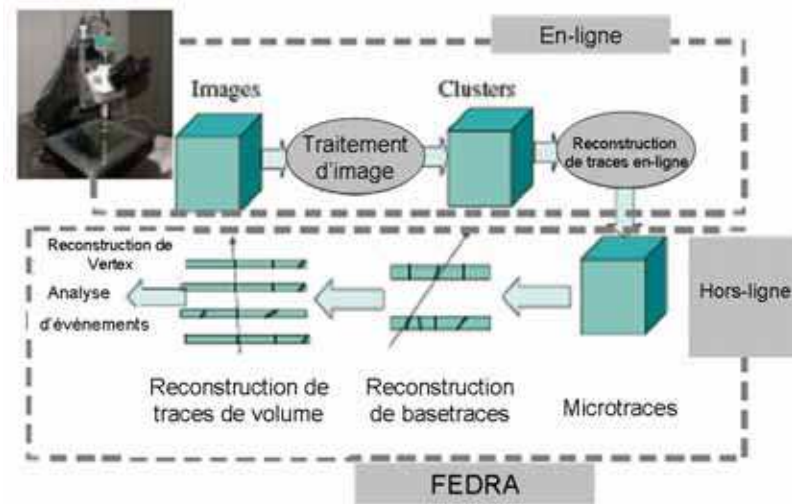 En-ligne
Images
Clusters
Traitement
d'image
Reconstruction
de traces en-ligne
Reconstruction de
Vertex
Analyse
d'évènements
Hors-ligne
Reconstruction de
traces de volume
Reconstruction
de basetraces
Microtraces
FEDRA